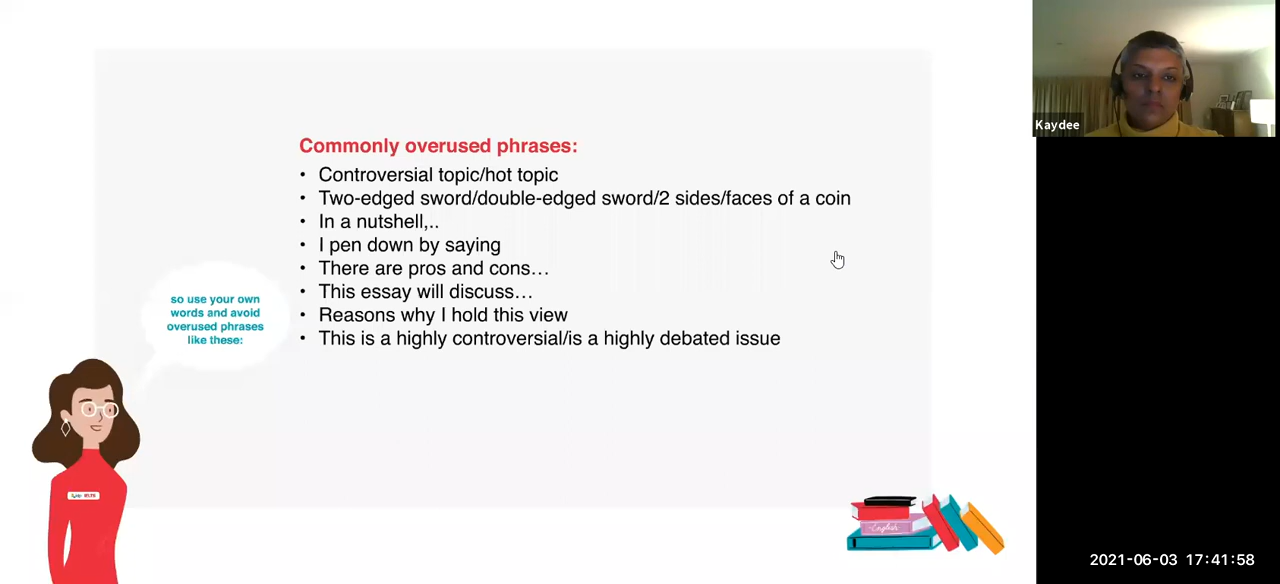 Commonly overused phrases:
• Controversial topic/hot topic
• Two-edged sword/double-edged sword/2 sides/faces of a coin
• In a nutshell,..
• I pen down by saying
• There are pros and cons…
• This essay will discuss…
• Reasons why I hold this view
• This is a highly controversial/is a highly debated issue
so use your own
words and avoid
overused phrases
like these:
IELTS
English
Kaydee
2021-06-03 17:41:58